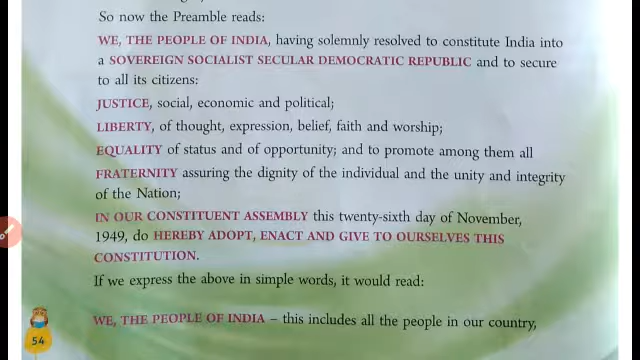 So now the Preamble reads:
WE, THE PEOPLE OF INDIA, having solemnly resolved to constitute India into
a SOVEREIGN SOCIALIST SECULAR DEMOCRATIC REPUBLIC and to secure
to all its citizens:
JUSTICE, social, economic and political;
LIBERTY, of thought, expression, belief, faith and worship;
EQUALITY of status and of opportunity; and to promote among them all
FRATERNITY assuring the dignity of the individual and the unity and integrity
of the Nation;
IN OUR CONSTITUENT ASSEMBLY this twenty-sixth day of November,
1949, do HEREBY ADOPT, ENACT AND GIVE TO OURSELVES THIS
CONSTITUTION.
If we express the above in simple words, it would read:
WE, THE PEOPLE OF INDIA – this includes all the people in our country,
54